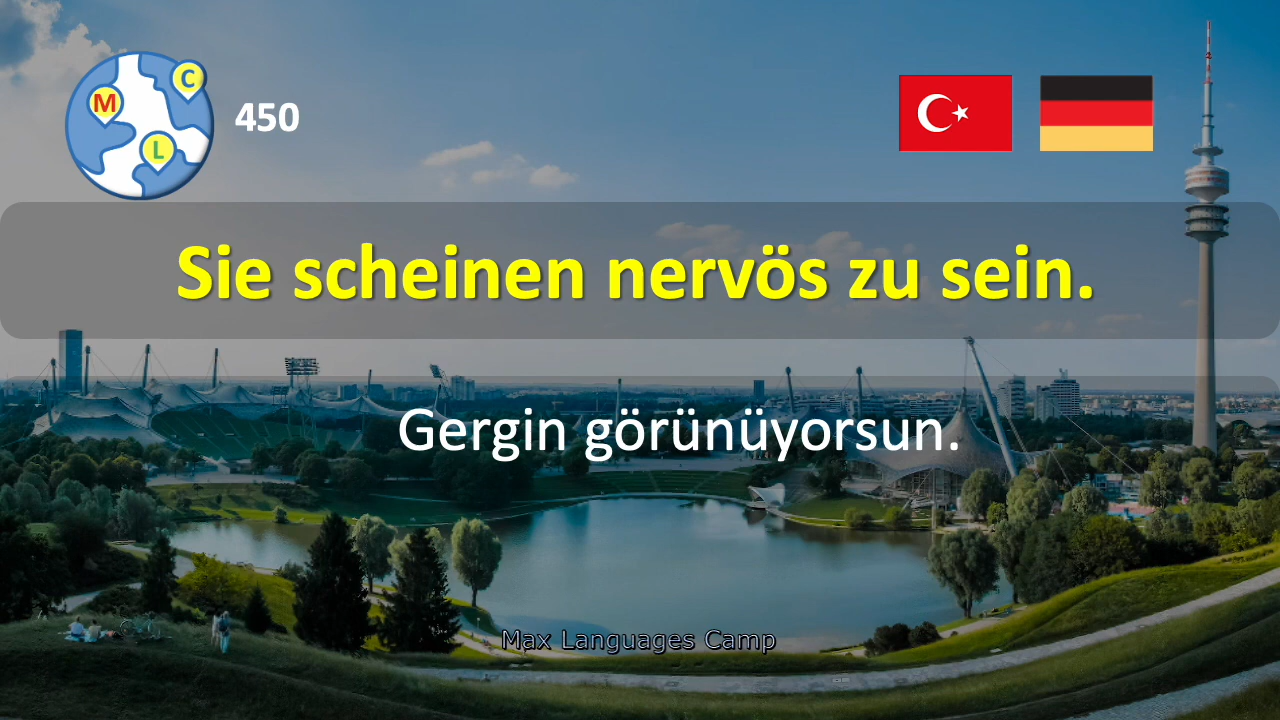 M
C
L
450
Sie scheinen nervös zu sein.
Gergin görünüyorsun.
Max Languages Camp